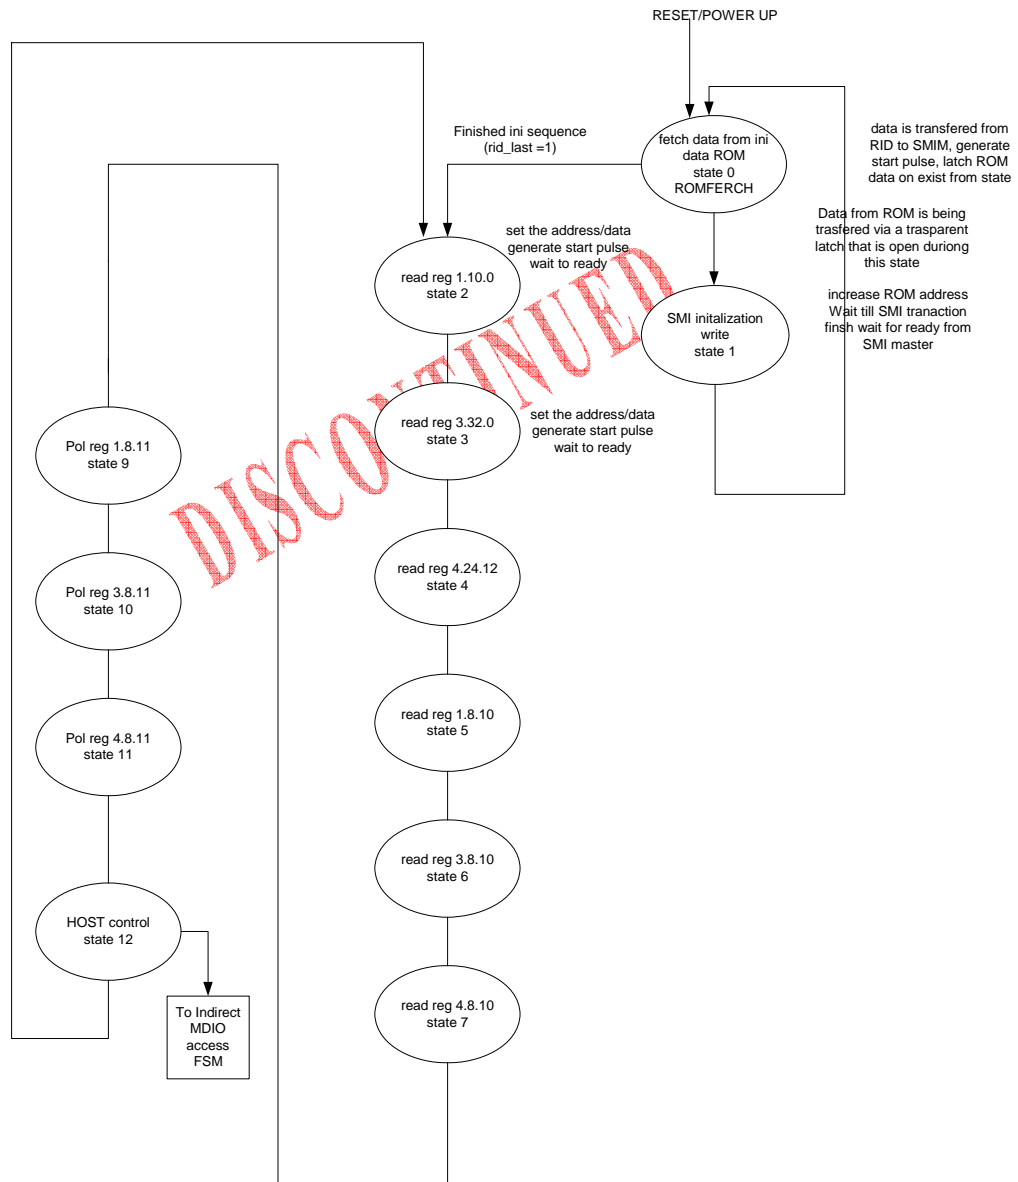 RESET/POWER UP
Finished ini sequence
(rid_last =1)
fetch data from ini
data ROM
state 0
ROMFERCH
data is transfered from
RID to SMIM, generate
start pulse, latch ROM
data on exist from state
Data from ROM is being
trasfered via a trasparent
latch that is open duriong
this state
set the address/data
generate start pulse
wait to ready
read reg 1.10.0
state 2
increase ROM address
Wait till SMI tranaction
finsh wait for ready from
SMI master
SMI initalization
write
state 1
DISCONTINUED
read reg 3.32.0
state 3
set the address/data
generate start pulse
wait to ready
Pol reg 1.8.11
state 9
read reg 4.24.12
state 4
Pol reg 3.8.11
state 10
read reg 1.8.10
state 5
Pol reg 4.8.11
state 11
read reg 3.8.10
state 6
HOST control
state 12
read reg 4.8.10
state 7
To Indirect
MDIO
access
FSM